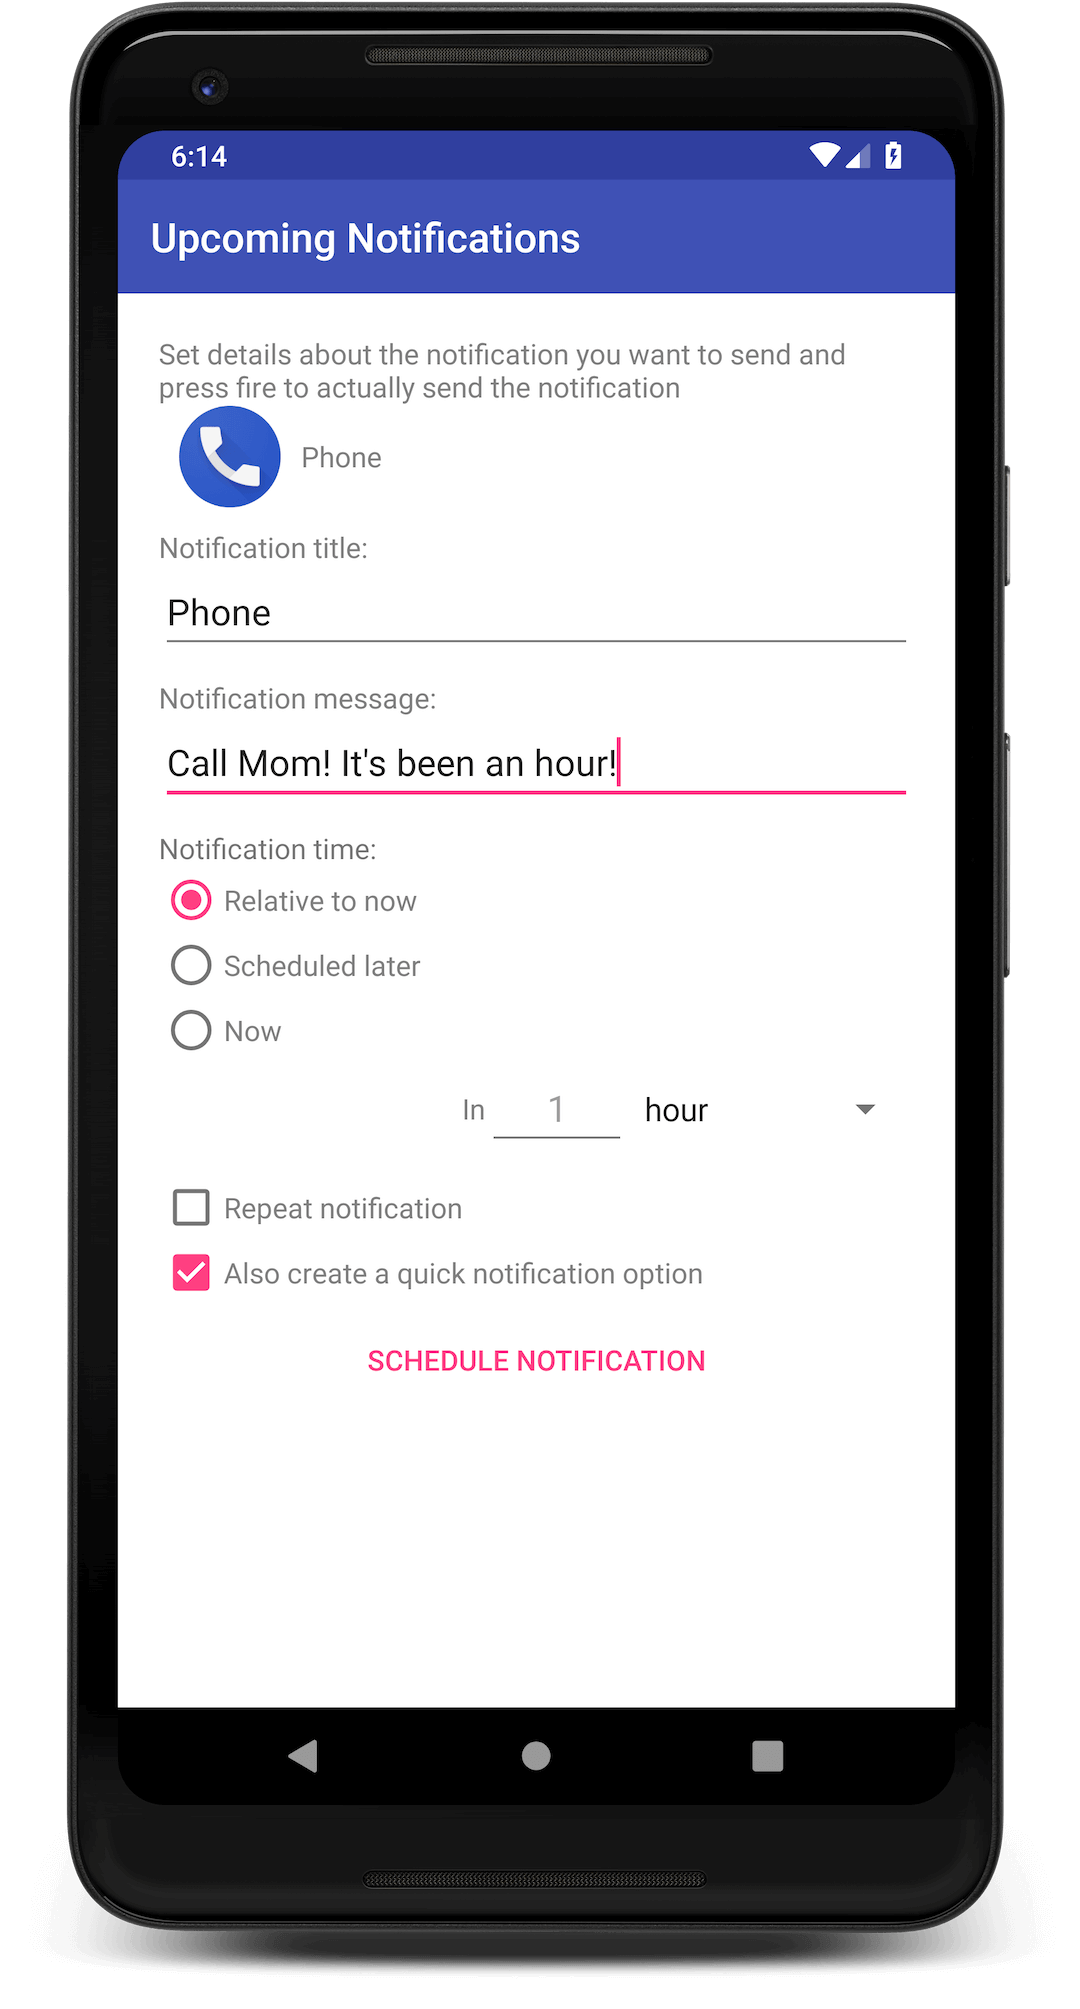 6:14
Upcoming Notifications
Set details about the notification you want to send and
press fire to actually send the notification
Phone
Notification title:
Phone
Notification message:
Call Mom! It's been an hour!
Notification time:
Relative to now
Scheduled later
Now
In 1 hour
Repeat notification
Also create a quick notification option
SCHEDULE NOTIFICATION